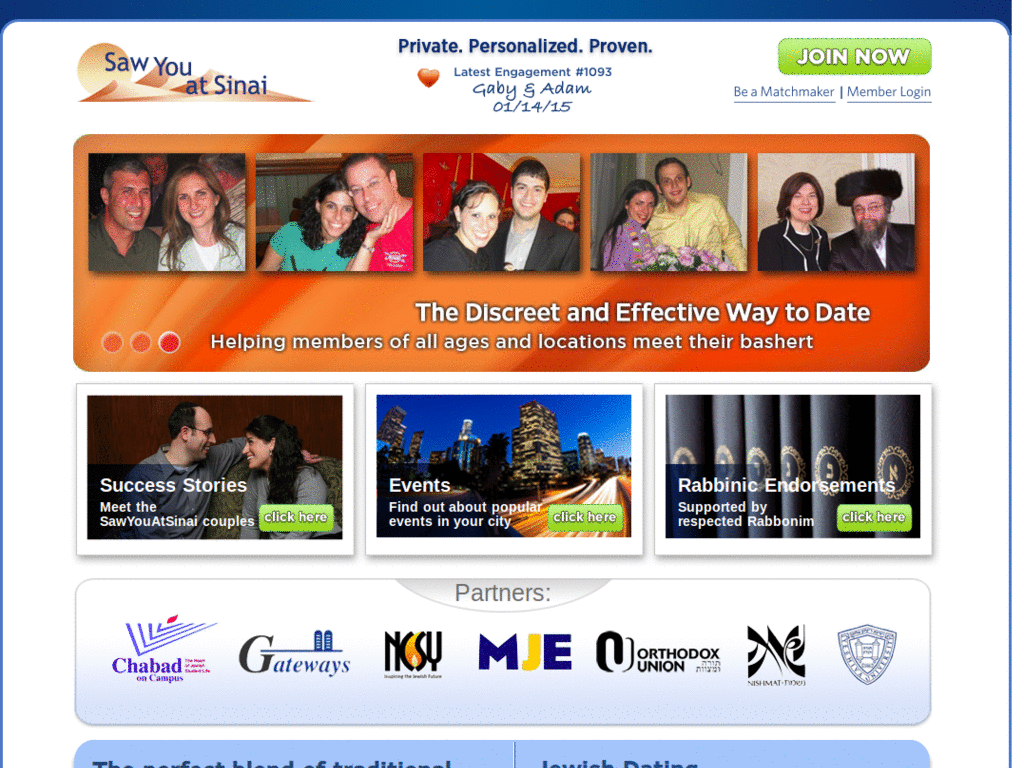 Saw You
at Sinai
Private. Personalized. Proven.
Latest Engagement #1093
Gaby & Adam
01/14/15
JOIN NOW
Be a Matchmaker | Member Login
The Discreet and Effective Way to Date
Helping members of all ages and locations meet their bashert
Success Stories
Meet the
SawYouAtSinai couples
click here
Events
Find out about popular
events in your city
click here
Rabbinic Endorsements
Supported by
respected Rabbonim
click here
Partners:
Chabad
The Heart
of Jewish
Student Life
on Campus
Gateways
NCSY
Inspiring the Jewish Future
MJE
ORTHODOX
UNION
תורה
ומצוות
NISHMAT · נשמת
The perfect blend of traditional
Jewish Dating